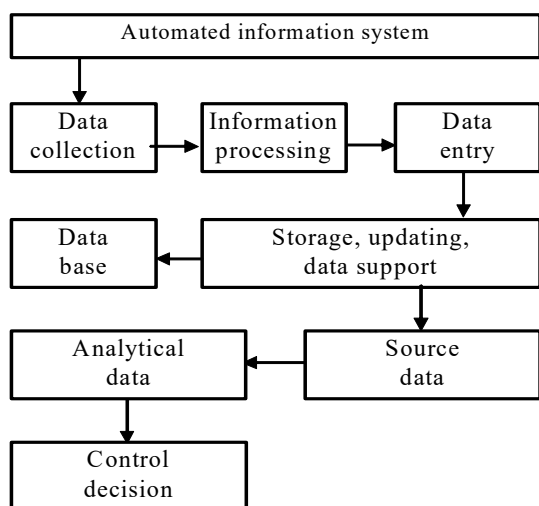 Automated information system
Data
collection
Information
processing
Data
entry
Data
base
Storage, updating,
data support
Analytical
data
Source
data
Control
decision